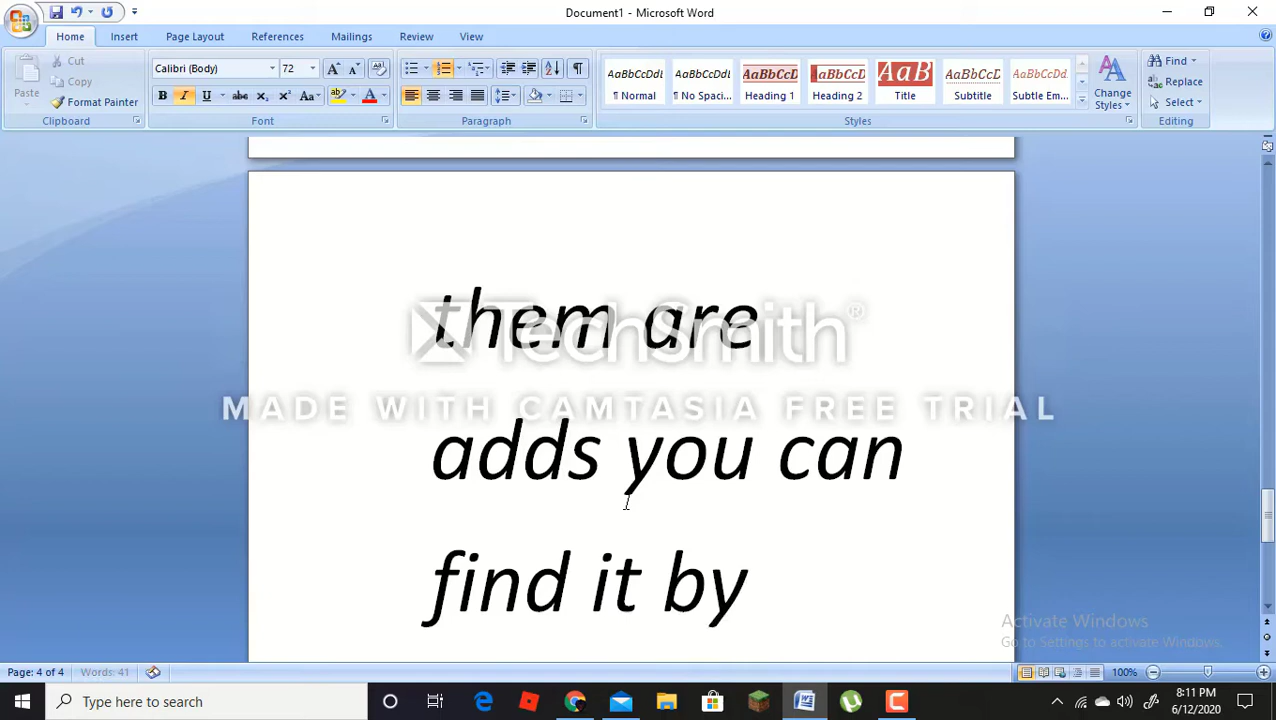 Document1 - Microsoft Word
Home Insert Page Layout References Mailings Review View
Paste
Cut
Copy
Format Painter
Clipboard
Calibri (Body) 72
Font
Paragraph
AaBbCcDdI AaBbCcDdI AaBbCcD AaBbCcD AaB AaBbCcD AaBbCcDd.
¶ Normal ¶ No Spaci... Heading 1 Heading 2 Title Subtitle Subtle Em...
Change
Styles
Styles
Find
Replace
Select
Editing
them are
TechSmith®
MADE WITH CAMTASIA FREE TRIAL
adds you can
find it by
Activate Windows
Go to Settings to activate Windows.
Page: 4 of 4 Words: 41 100%
Type here to search
8:11 PM
6/12/2020